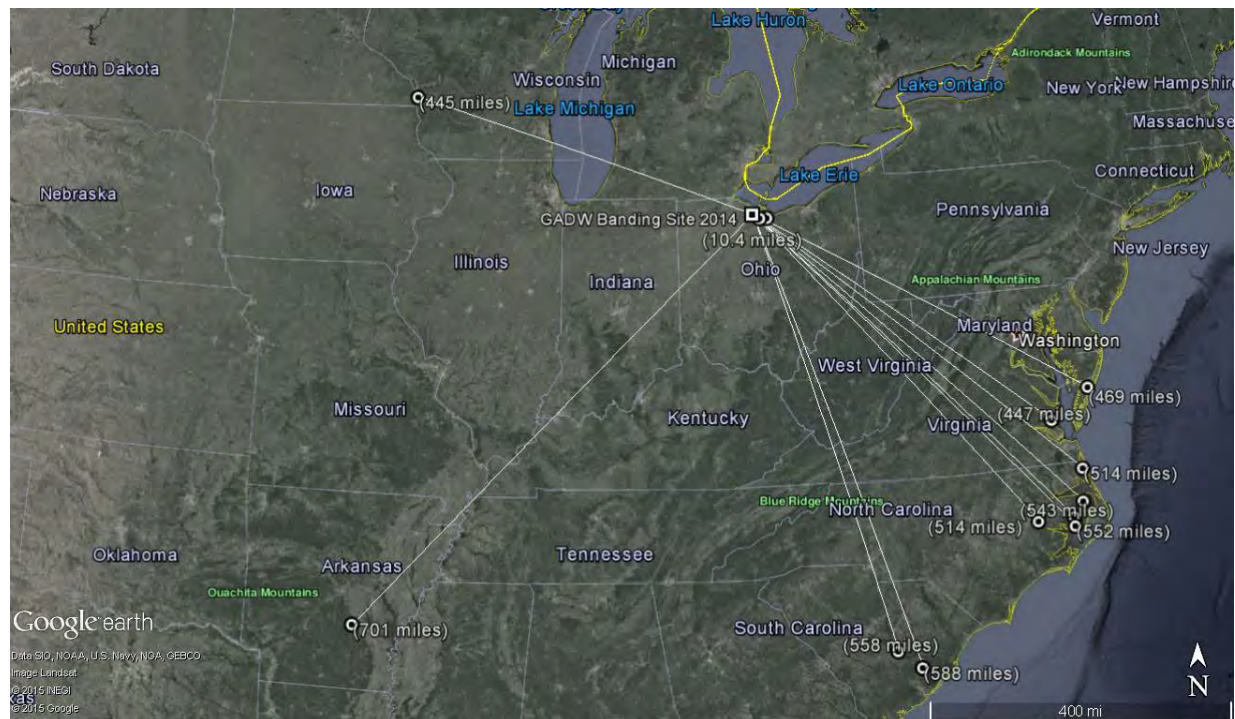 Lake Huron
Vermont
Adirondack Mountains
South Dakota
Michigan
Wisconsin
Lake Ontario
New York
New Hampshire
Lake Michigan
(445 miles)
Massachuse
Connecticut
Lake Erie
Nebraska
Iowa
Pennsylvania
GADW Banding Site 2014
(10.4 miles)
New Jersey
Illinois
Ohio
Indiana
Appalachian Mountains
United States
Maryland
Washington
West Virginia
(469 miles)
Missouri
Kentucky
(447 miles)
Virginia
(514 miles)
Blue Ridge Mountains
North Carolina
(543 miles)
(514 miles)
(552 miles)
Oklahoma
Tennessee
Arkansas
Ouachita Mountains
Google earth
(701 miles)
South Carolina
(558 miles)
Data SIO, NOAA, U.S. Navy, NGA, GEBCO
Image Landsat
(588 miles)
© 2015 INEGI
© 2015 Google
N
400 mi